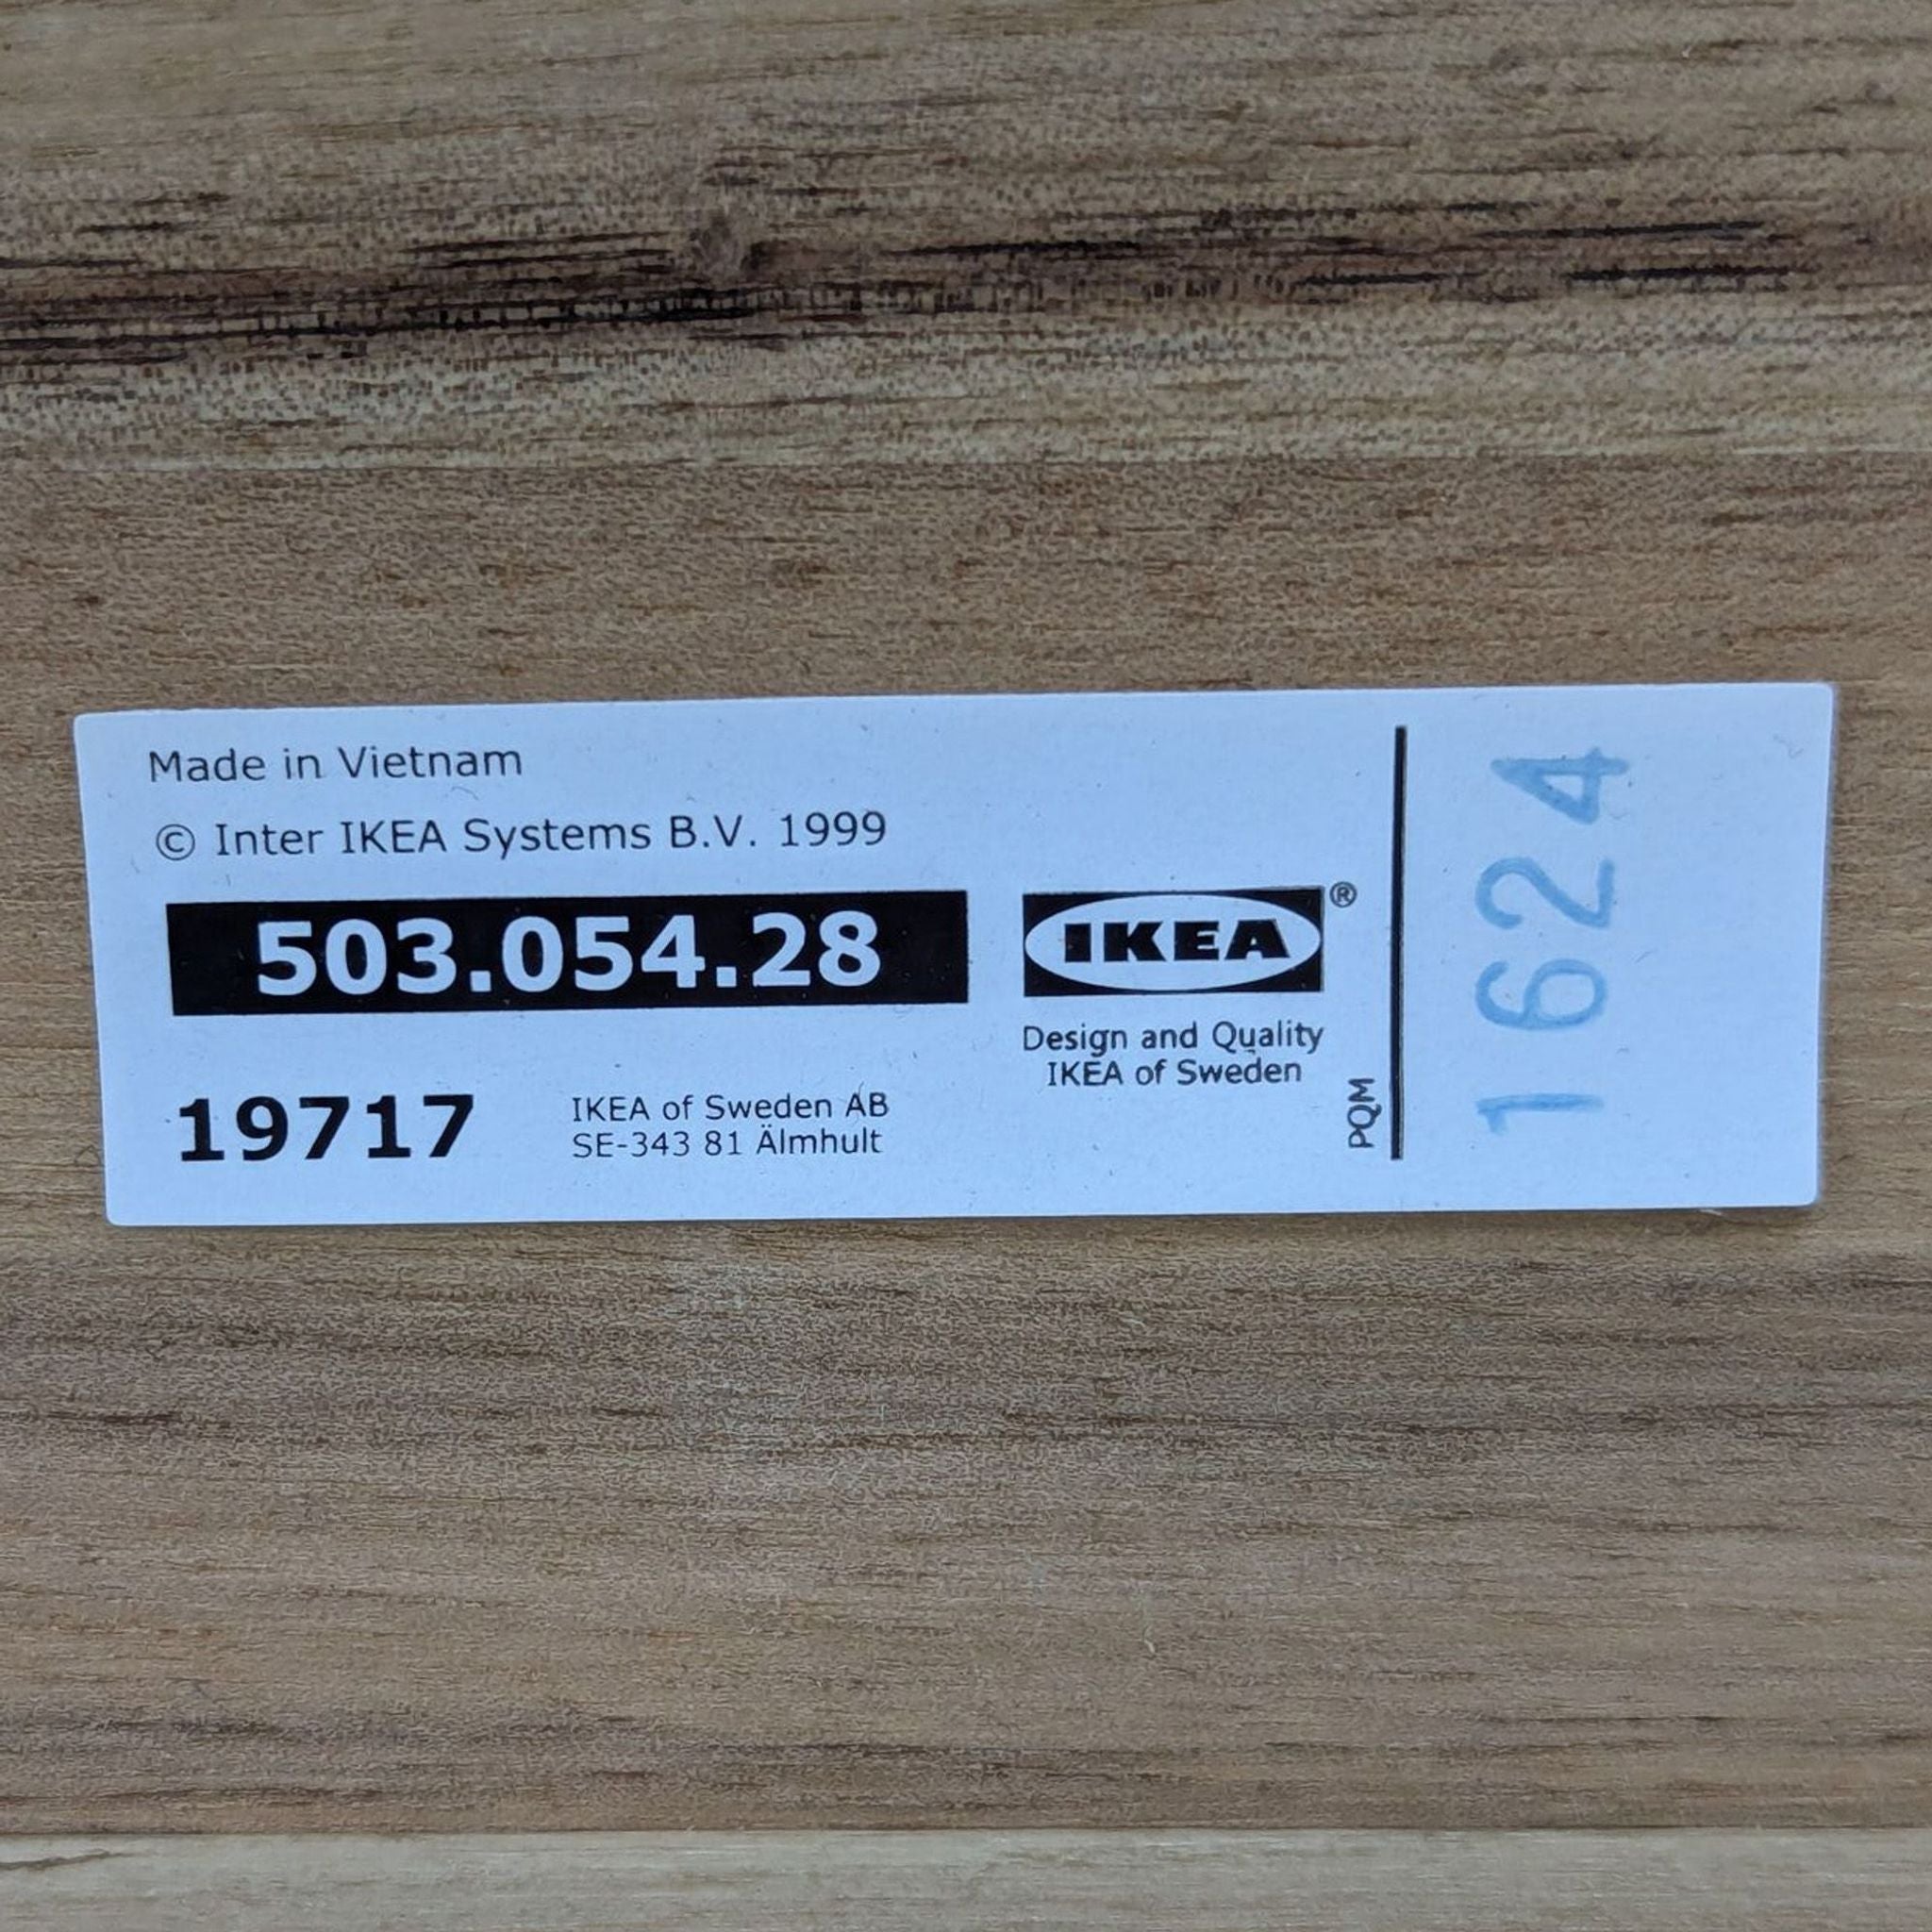 Made in Vietnam
© Inter IKEA Systems B.V. 1999
503.054.28
IKEA®
Design and Quality
IKEA of Sweden
19717
IKEA of Sweden AB
SE-343 81 Älmhult
PQM
1624